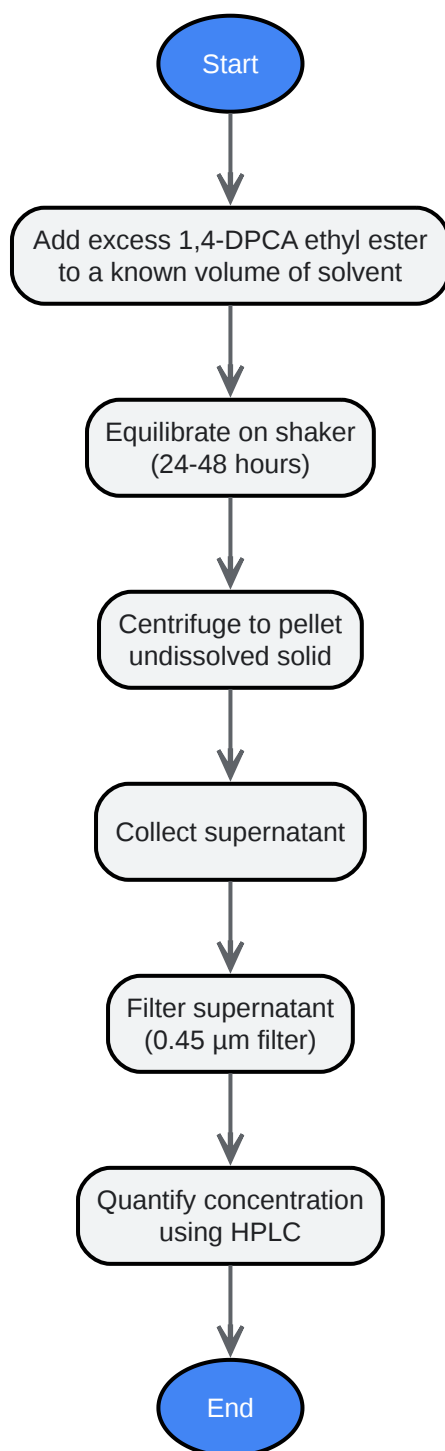 Start
Add excess 1,4-DPCA ethyl ester
to a known volume of solvent
Equilibrate on shaker
(24-48 hours)
Centrifuge to pellet
undissolved solid
Collect supernatant
Filter supernatant
(0.45 µm filter)
Quantify concentration
using HPLC
End